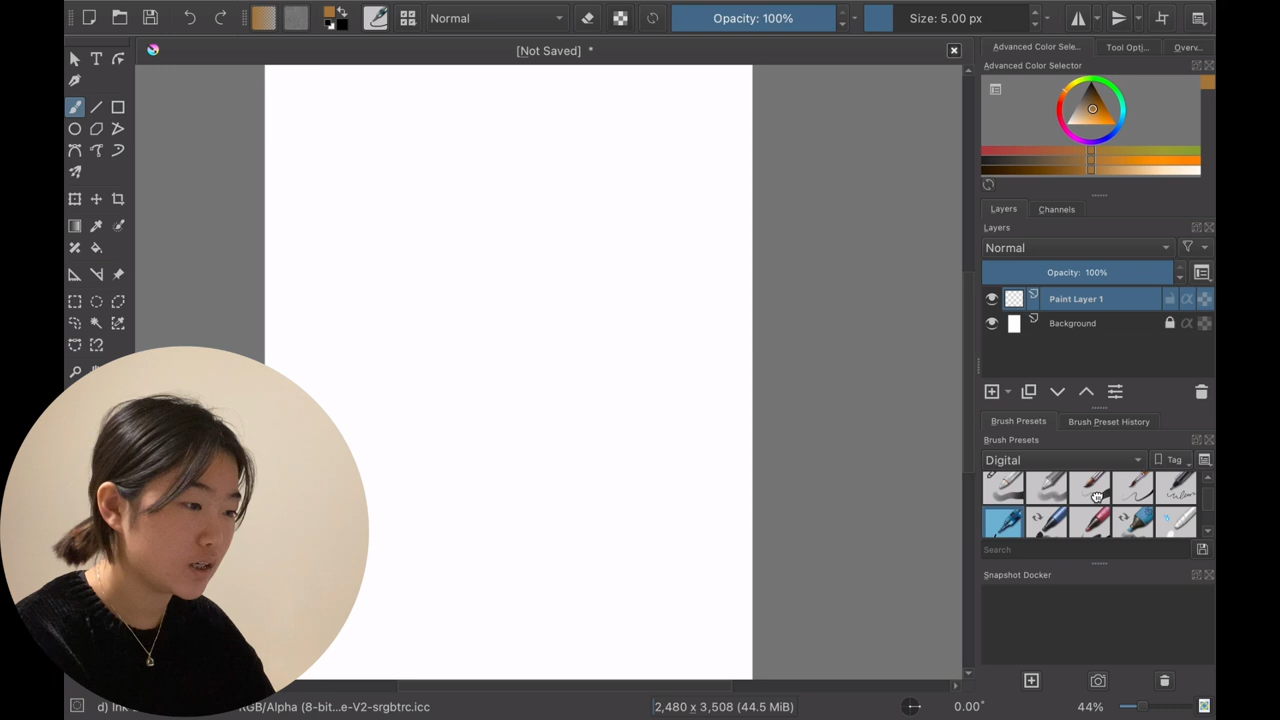 Normal
Opacity: 100%
Size: 5.00 px
[Not Saved] *
Advanced Color Sele...
Tool Opti...
Overv...
Advanced Color Selector
Layers
Channels
Layers
Normal
Opacity: 100%
Paint Layer 1
Background
Brush Presets
Brush Preset History
Brush Presets
Digital
Tag
Search
Snapshot Docker
d) Ink
RGB/Alpha (8-bit...e-V2-srgbtrc.icc
2,480 x 3,508 (44.5 MiB)
0.00°
44%